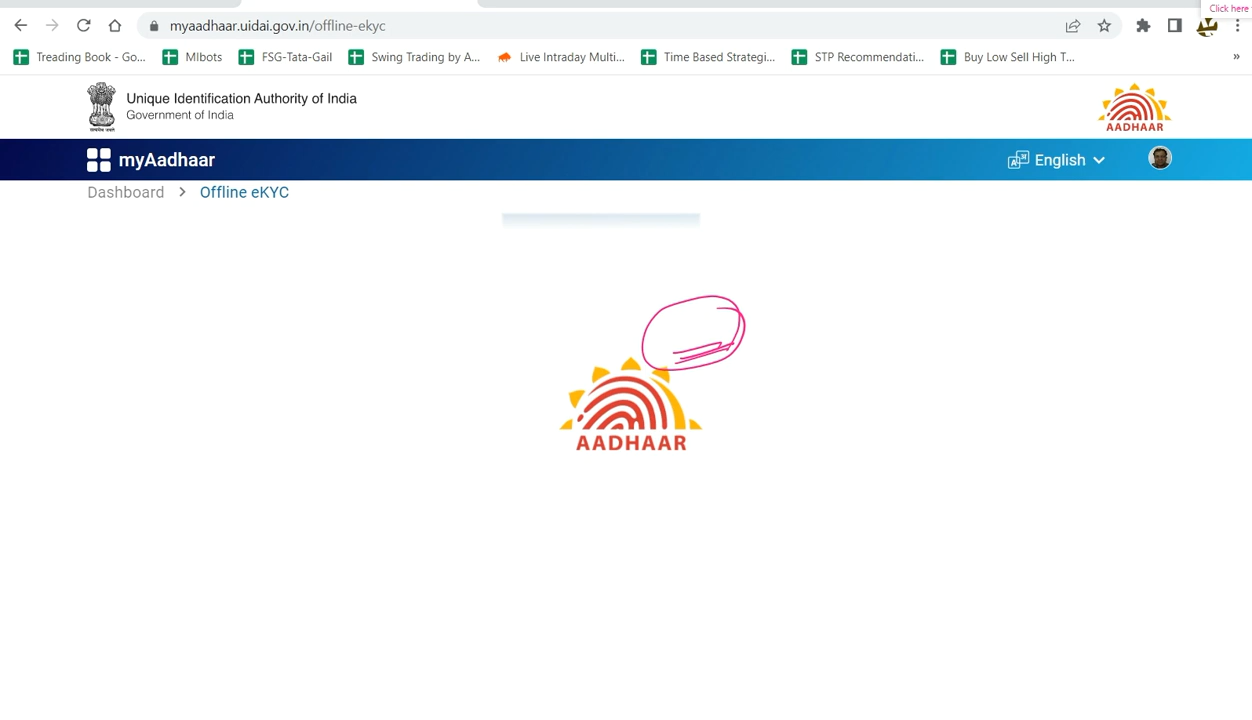 Click here
myaadhaar.uidai.gov.in/offline-ekyc
Treading Book - Go... MIbots FSG-Tata-Gail Swing Trading by A... Live Intraday Multi... Time Based Strategi... STP Recommendati... Buy Low Sell High T... »
Unique Identification Authority of India
Government of India
AADHAAR
myAadhaar
English
Dashboard > Offline eKYC
AADHAAR